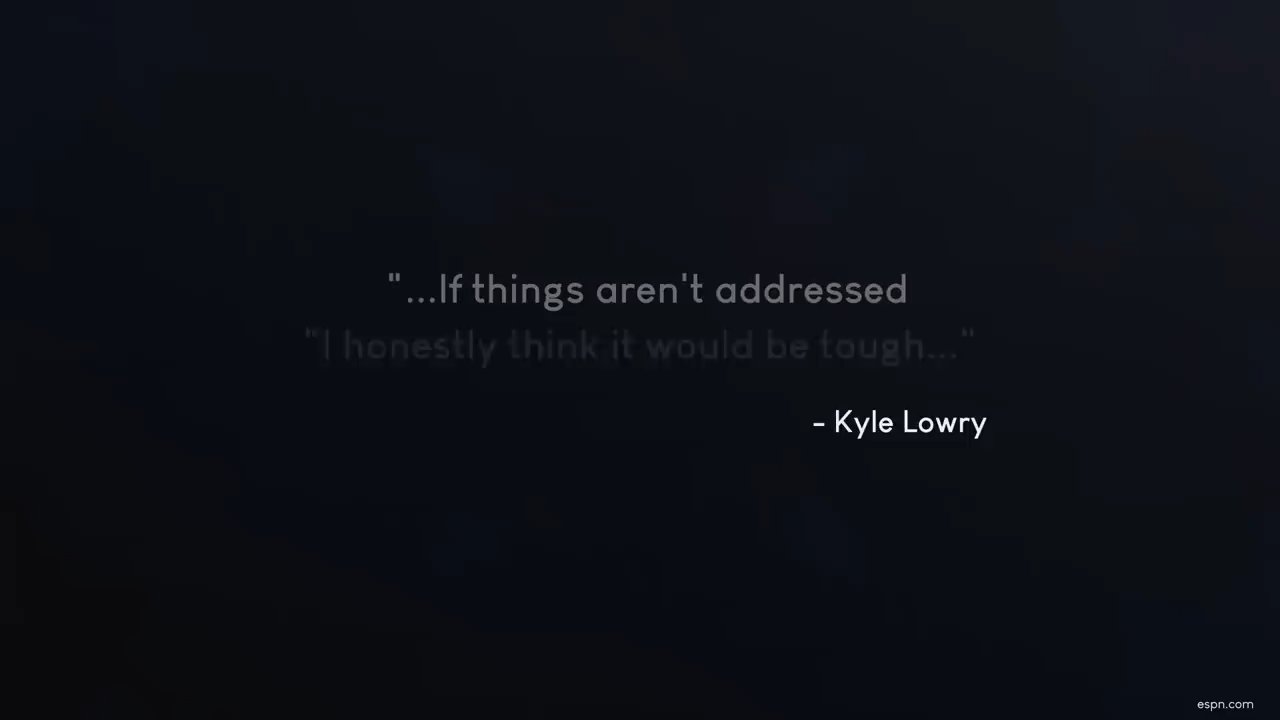 "...If things aren't addressed
"I honestly think it would be tough..."
- Kyle Lowry
espn.com